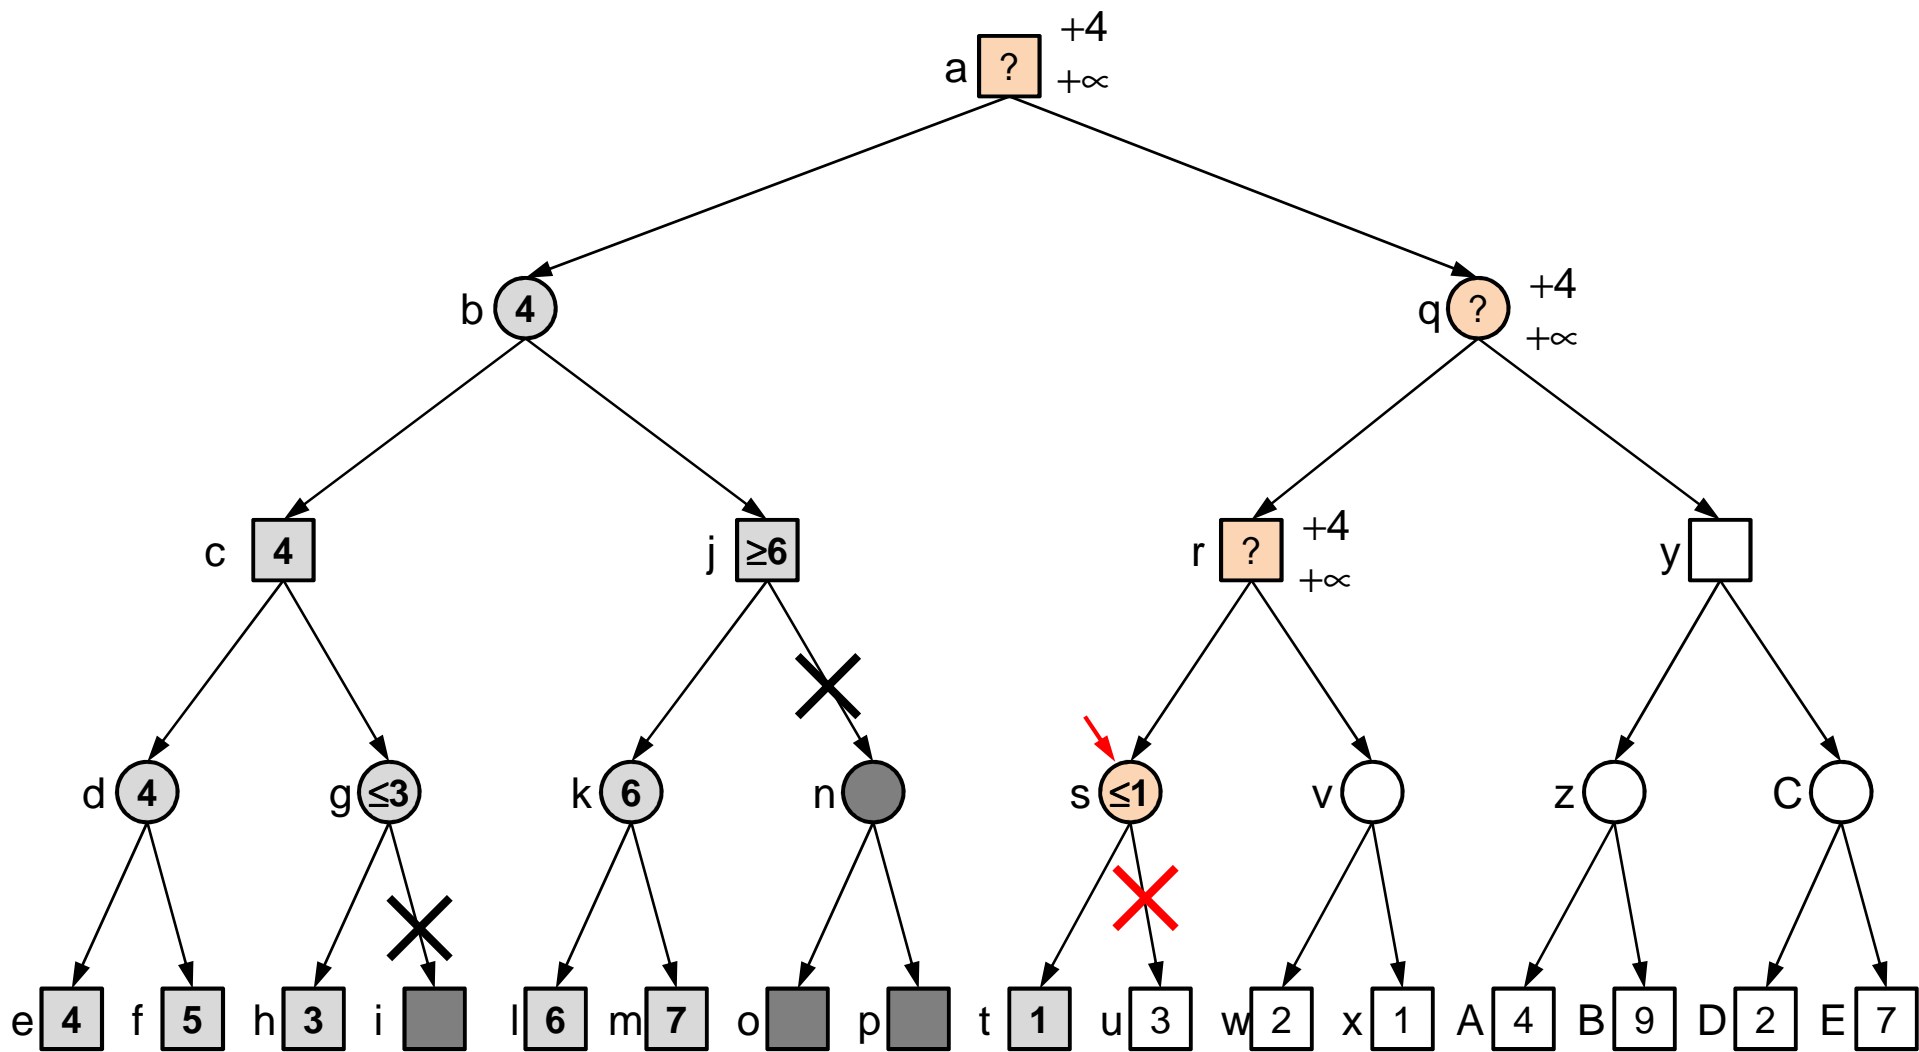 +4
a ? +∞
b 4 q ? +4
+∞
c 4 j ≥6 r ? +4 y
+∞
d 4 g ≤3 k 6 n s ≤1 v z C
e 4 f 5 h 3 i l 6 m 7 o p t 1 u 3 w 2 x 1 A 4 B 9 D 2 E 7